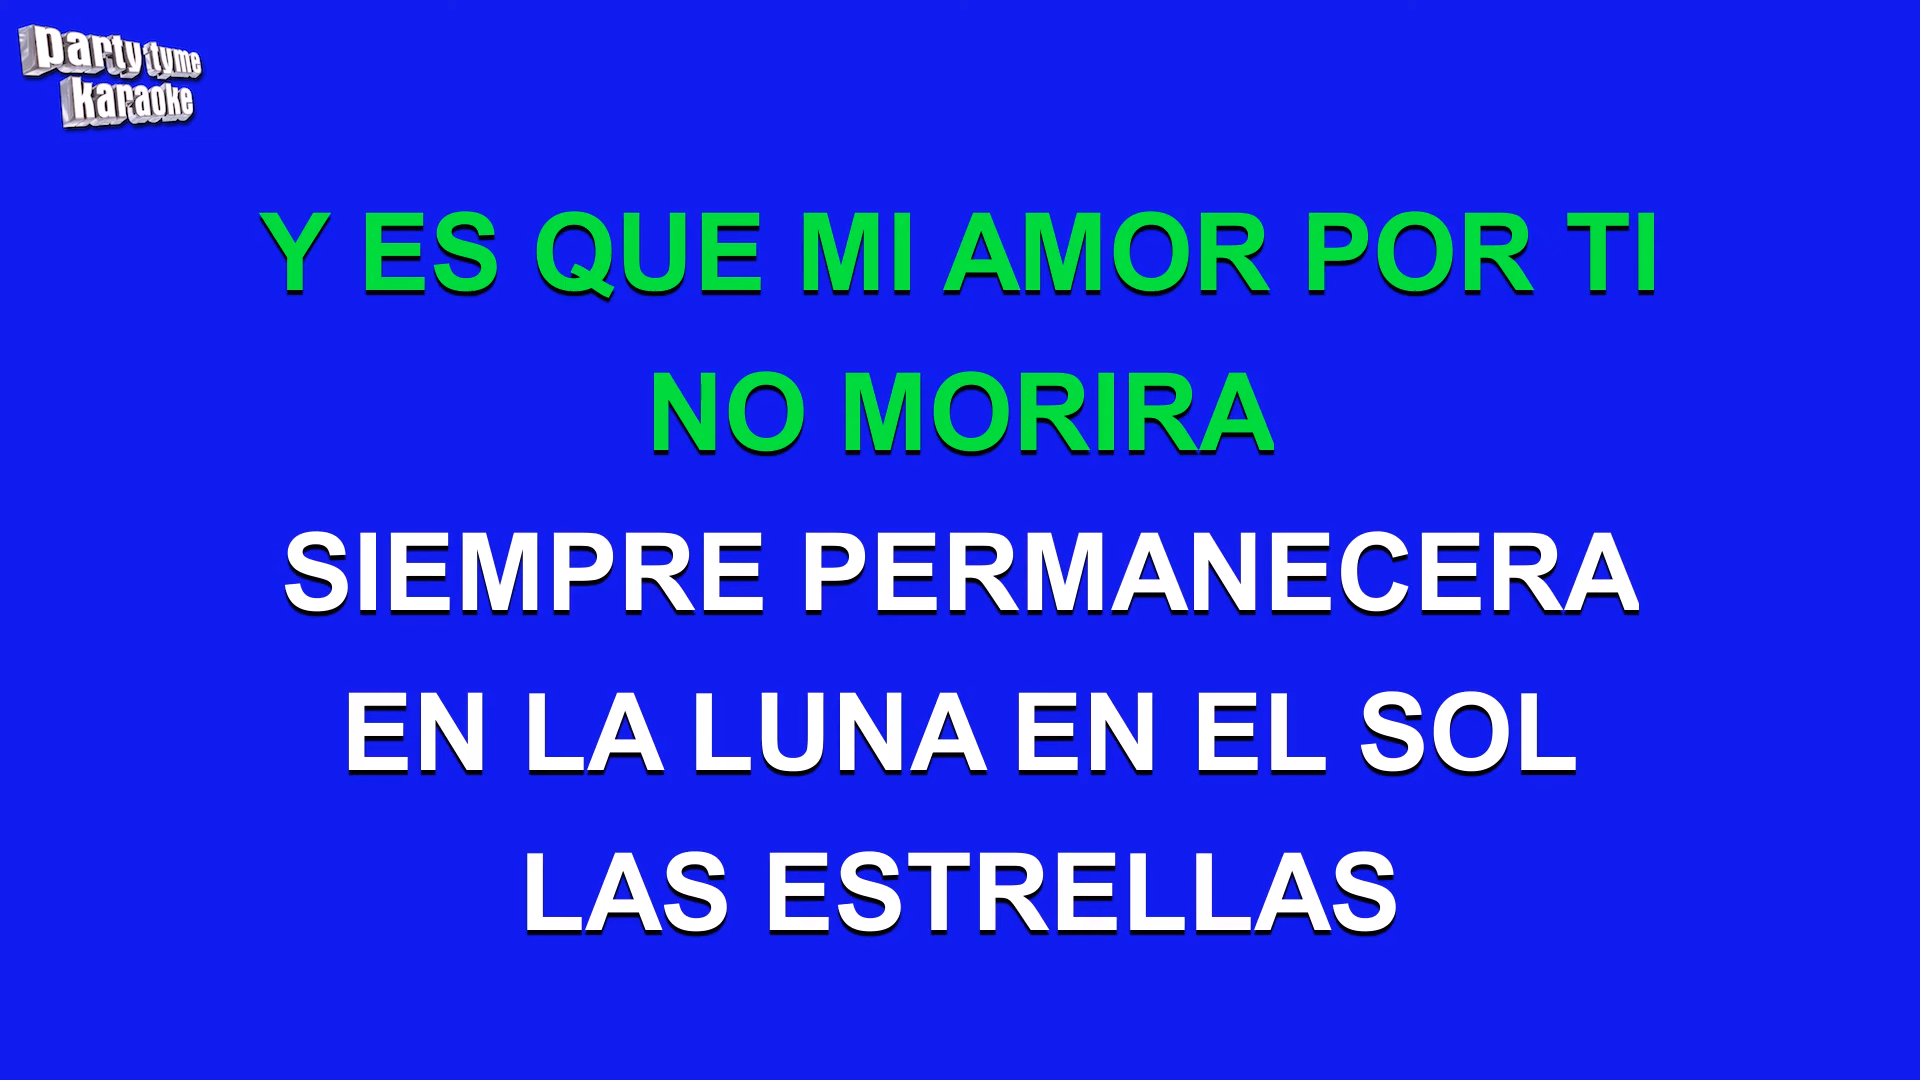 party tyme
karaoke
Y ES QUE MI AMOR POR TI
NO MORIRA
SIEMPRE PERMANECERA
EN LA LUNA EN EL SOL
LAS ESTRELLAS